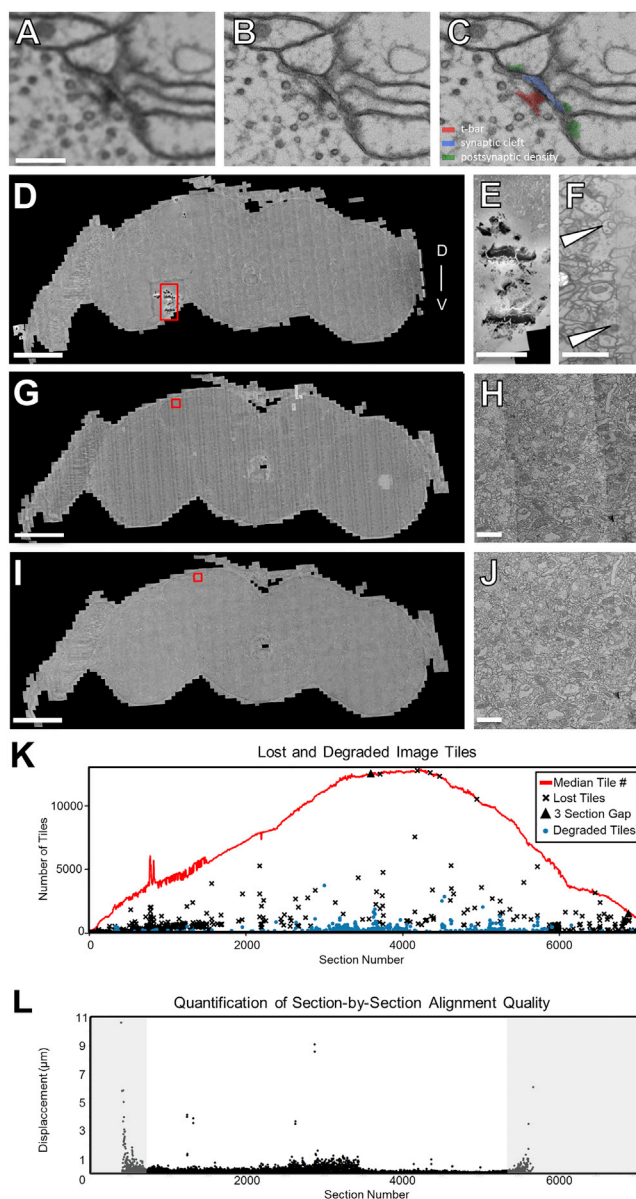 A
B
C
t-bar
synaptic cleft
postsynaptic density
D
D
V
E
F
G
H
I
J
K
Lost and Degraded Image Tiles
Number of Tiles
10000
5000
0
Median Tile #
Lost Tiles
3 Section Gap
Degraded Tiles
0
2000
4000
6000
Section Number
L
Quantification of Section-by-Section Alignment Quality
Displaccement (μm)
11
9
7
5
3
1
0
0
2000
4000
6000
Section Number